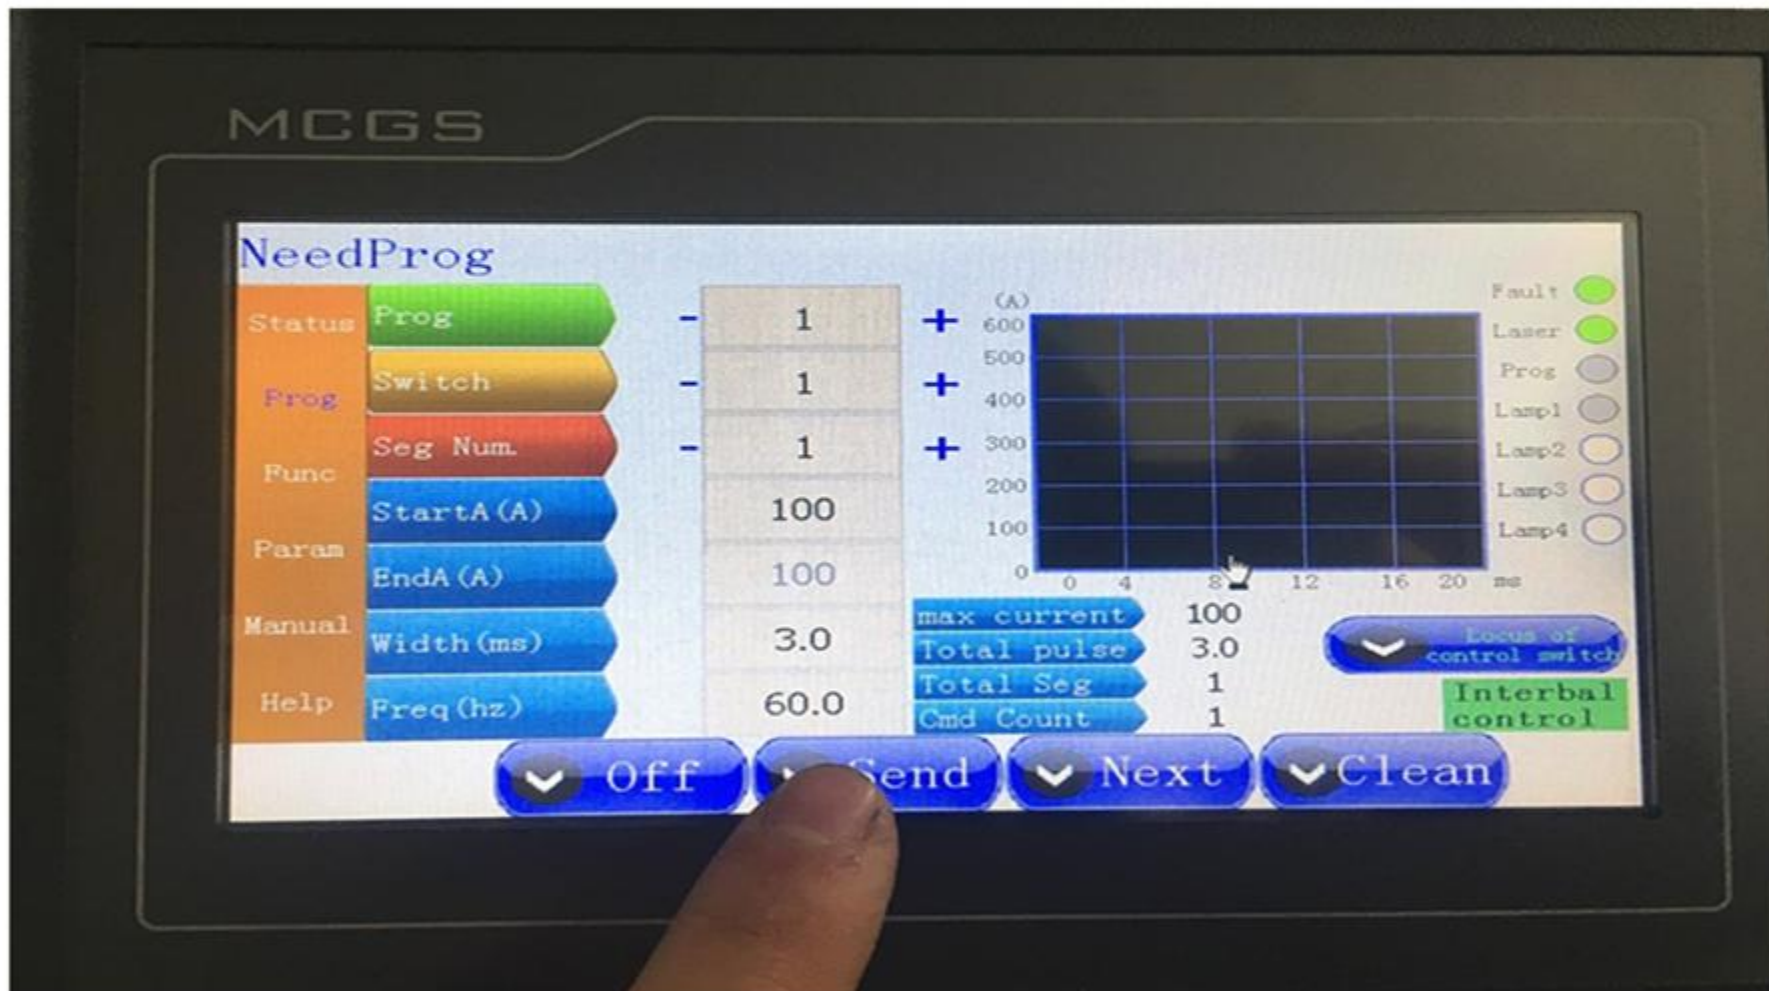 MCGS
NeedProg
Status
Prog
Func
Param
Manual
Help
Prog - 1 +
Switch - 1 +
Seg Num. - 1 +
StartA(A) 100
EndA(A) 100
Width(ms) 3.0
Freq(hz) 60.0
(A)
600
500
400
300
200
100
0
0 4 8 12 16 20 ms
Fault
Laser
Prog
Lamp1
Lamp2
Lamp3
Lamp4
max current 100
Total pulse 3.0
Total Seg 1
Cmd Count 1
Locus of
control switch
Interbal
control
Off Send Next Clean